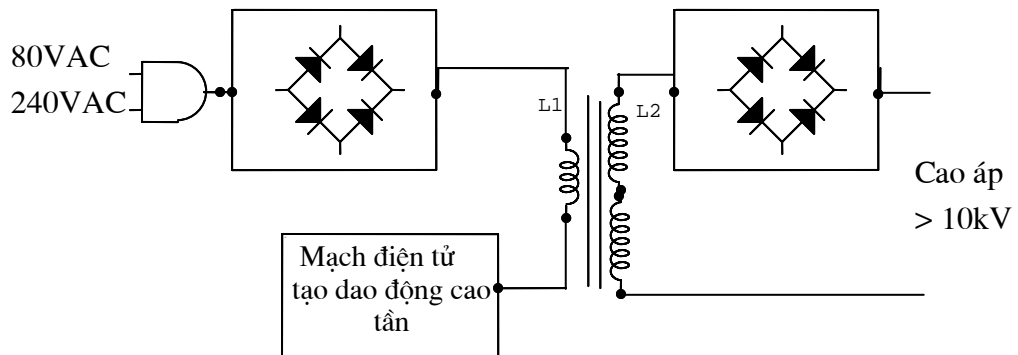 80VAC
240VAC
L1
L2
Cao áp
> 10kV
Mạch điện tử
tạo dao động cao
tần